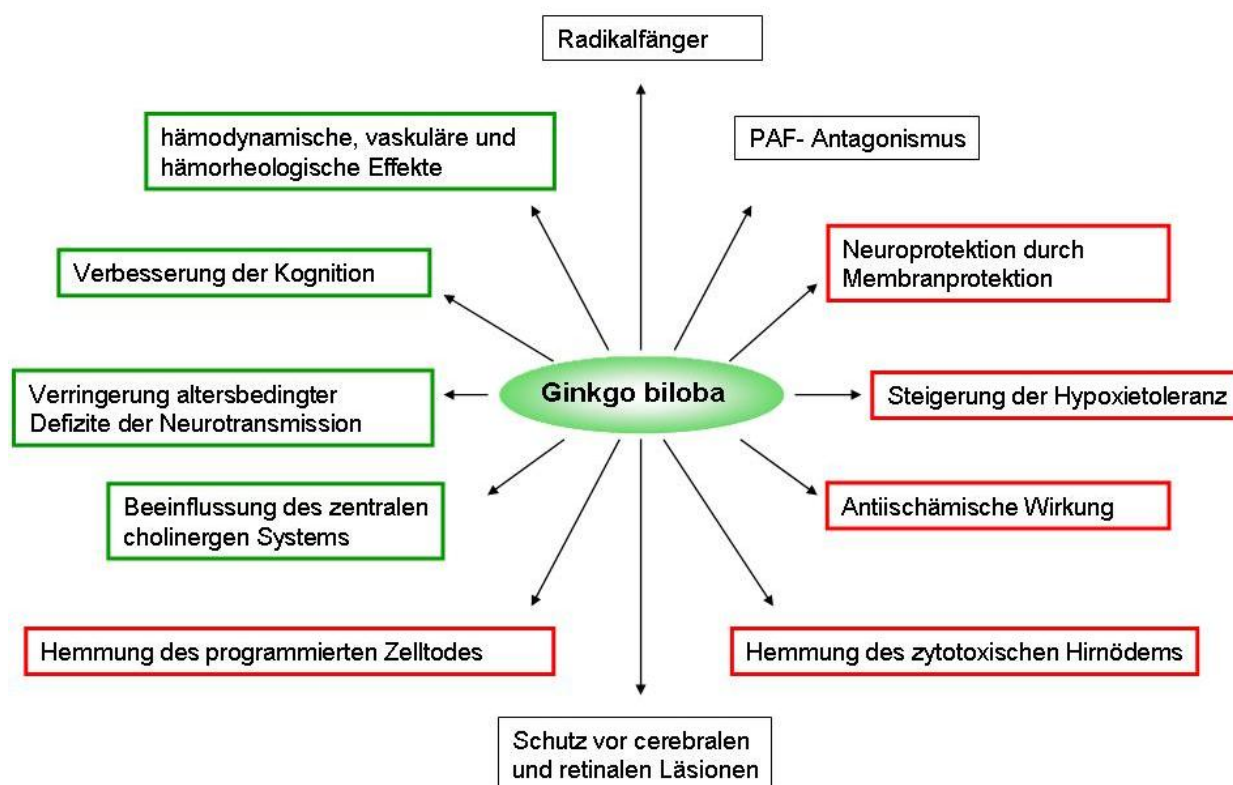 Radikalfänger
hämodynamische, vaskuläre und
hämorheologische Effekte
PAF- Antagonismus
Verbesserung der Kognition
Neuroprotektion durch
Membranprotektion
Verringerung altersbedingter
Defizite der Neurotransmission
Ginkgo biloba
Steigerung der Hypoxietoleranz
Beeinflussung des zentralen
cholinergen Systems
Antiischämische Wirkung
Hemmung des programmierten Zelltodes
Hemmung des zytotoxischen Hirnödems
Schutz vor cerebralen
und retinalen Läsionen